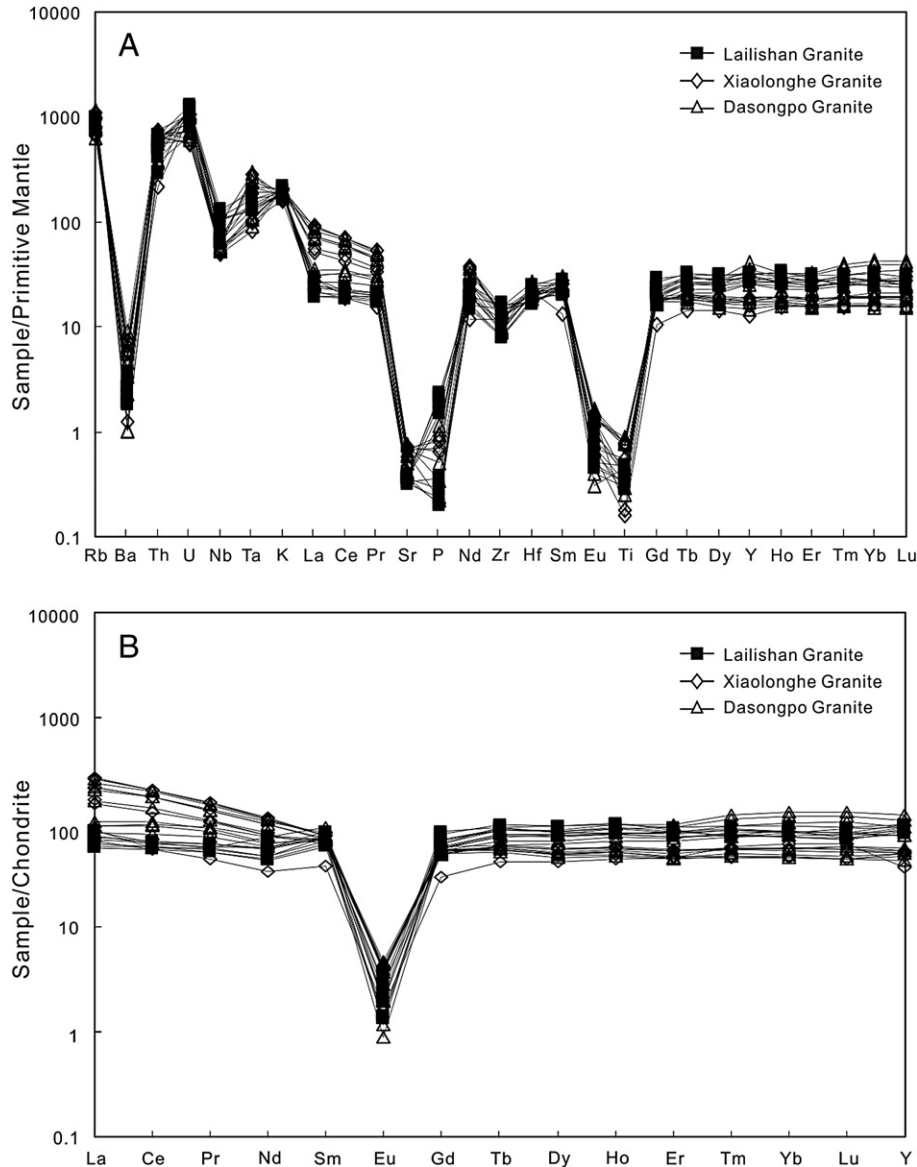 A
Lailishan Granite
Xiaolonghe Granite
Dasongpo Granite
Sample/Primitive Mantle
10000
1000
100
10
1
0.1
Rb Ba Th U Nb Ta K La Ce Pr Sr P Nd Zr Hf Sm Eu Ti Gd Tb Dy Y Ho Er Tm Yb Lu
B
Lailishan Granite
Xiaolonghe Granite
Dasongpo Granite
Sample/Chondrite
10000
1000
100
10
1
0.1
La Ce Pr Nd Sm Eu Gd Tb Dy Ho Er Tm Yb Lu Y